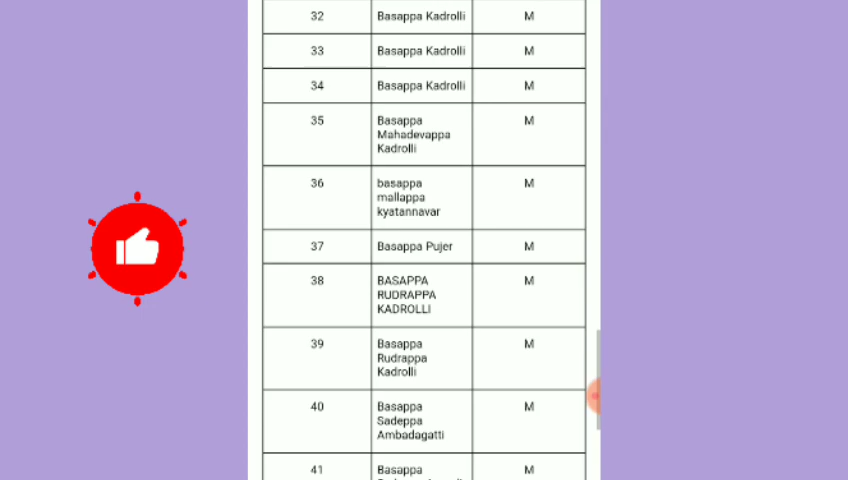 32 Basappa Kadrolli M
33 Basappa Kadrolli M
34 Basappa Kadrolli M
35 Basappa M
Mahadevappa
Kadrolli
36 basappa M
mallappa
kyatannavar
37 Basappa Pujer M
38 BASAPPA M
RUDRAPPA
KADROLLI
39 Basappa M
Rudrappa
Kadrolli
40 Basappa M
Sadeppa
Ambadagatti
41 Basappa M